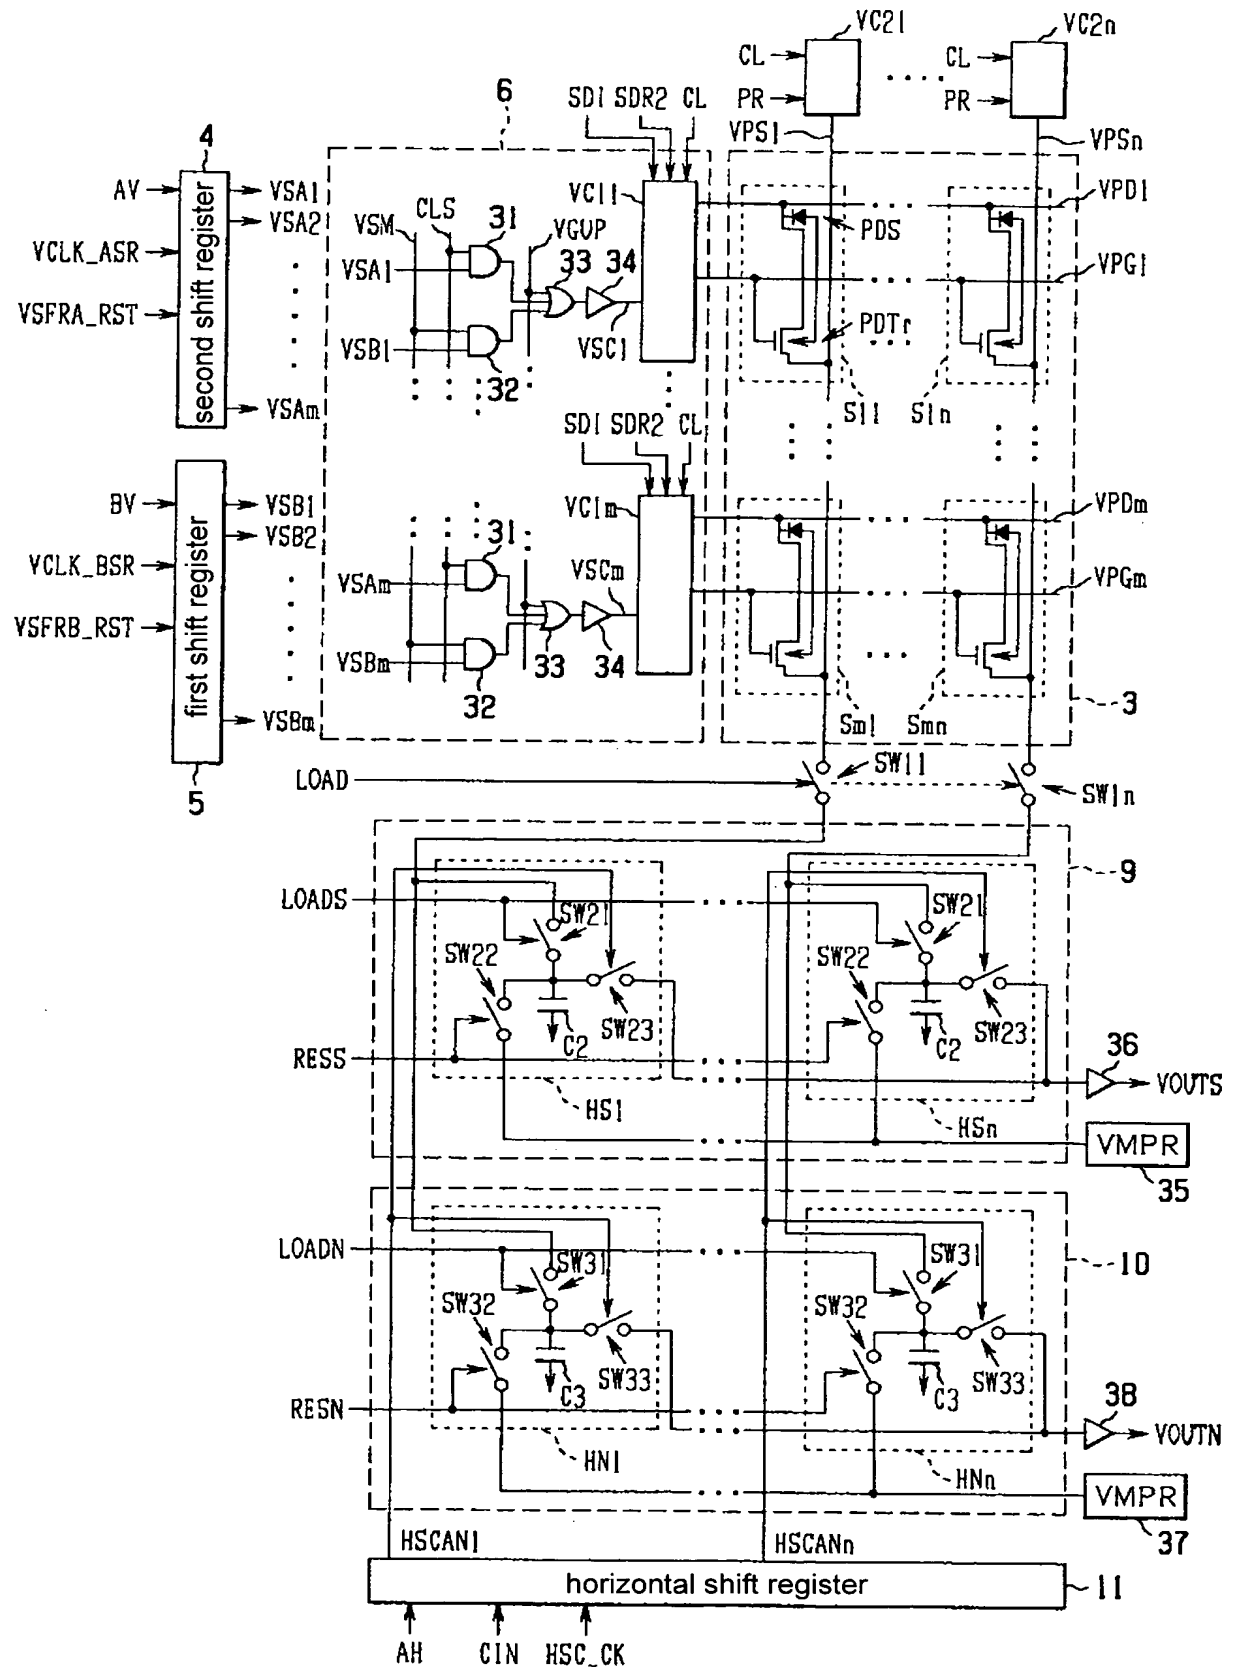 VC21
VC2n
CL
PR
CL
PR
6
SDI SDR2 CL
VPS1
VPSn
4
AV
VCLK_ASR
VSFRA_RST
second shift register
VSA1
VSA2
VSAm
VSM
CLS
31
VGUP
33
34
VSA1
VSB1
32
VSC1
VC11
VPD1
PDS
VPG1
PDTr
S11
S1n
SDI SDR2 CL
BV
VCLK_BSR
VSFRB_RST
first shift register
5
VSB1
VSB2
VSBm
31
VSAm
VSBm
32
33
34
VSCm
VC1m
VPDm
VPGm
Sm1
Smn
3
LOAD
SW11
SW1n
9
LOADS
SW21
SW22
SW23
C2
SW21
SW22
SW23
C2
RESS
HS1
HSn
36
VOUTS
VMPR
35
LOADN
SW31
SW32
SW33
C3
SW31
SW32
SW33
C3
10
RESN
HN1
HNn
38
VOUTN
VMPR
37
HSCAN1
HSCANn
horizontal shift register
11
AH
CIN
HSC_CK